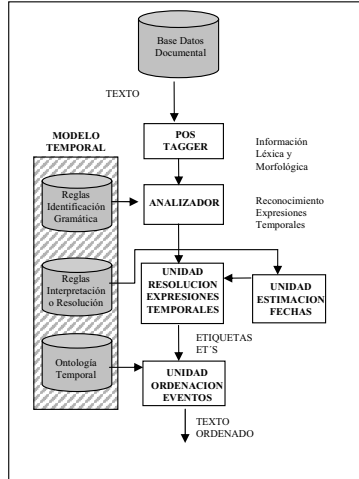 Base Datos
Documental
TEXTO
MODELO
TEMPORAL
POS
TAGGER
Información
Léxica y
Morfológica
Reglas
Identificación
Gramática
ANALIZADOR
Reconocimiento
Expresiones
Temporales
Reglas
Interpretación
o Resolución
UNIDAD
RESOLUCION
EXPRESIONES
TEMPORALES
UNIDAD
ESTIMACION
FECHAS
ETIQUETAS
ET´S
Ontología
Temporal
UNIDAD
ORDENACION
EVENTOS
TEXTO
ORDENADO